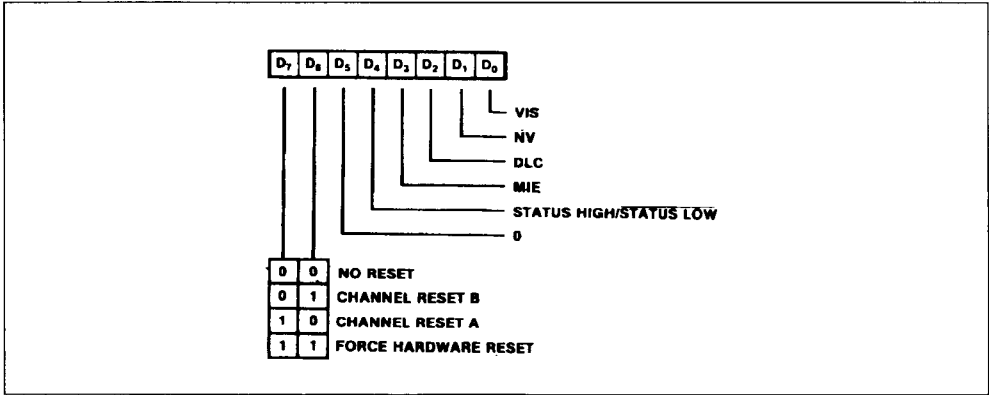 D₇ D₆ D₅ D₄ D₃ D₂ D₁ D₀
VIS
NV
DLC
MIE
STATUS HIGH/STATUS LOW
0
0 0 NO RESET
0 1 CHANNEL RESET B
1 0 CHANNEL RESET A
1 1 FORCE HARDWARE RESET